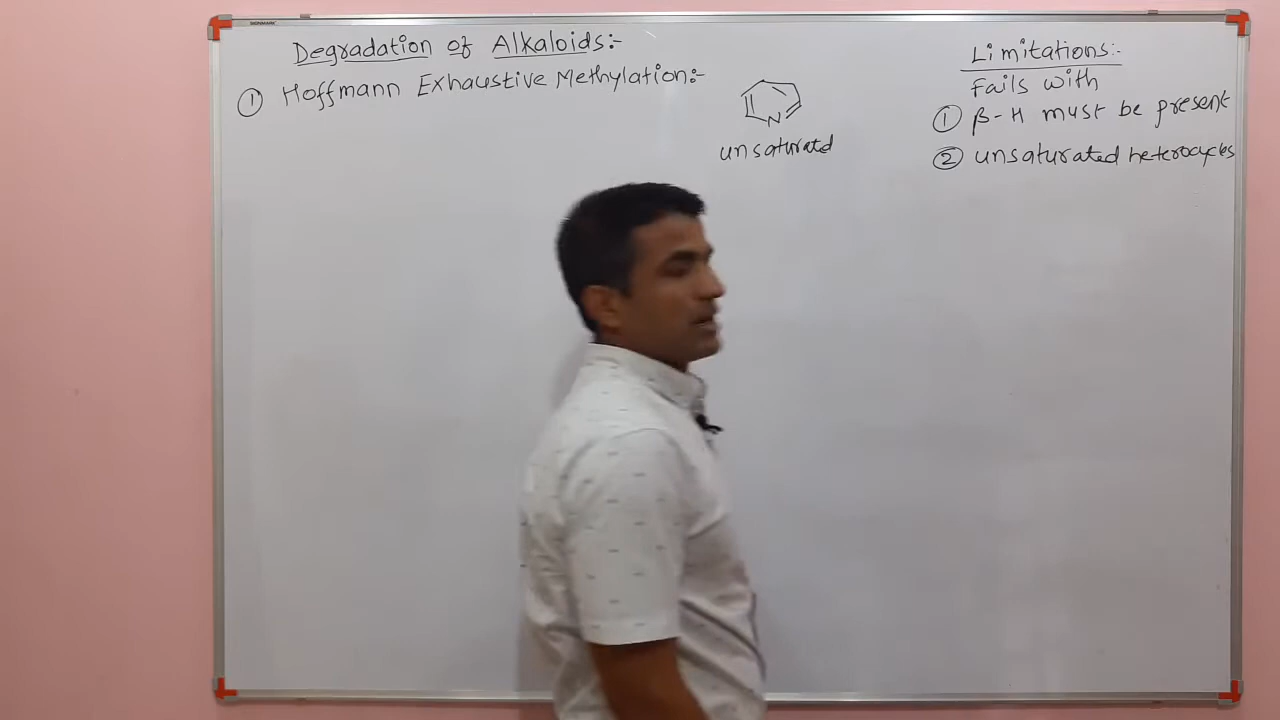 Degradation of Alkaloids:-
① Hoffmann Exhaustive Methylation:-
N
unsaturated
Limitations:-
Fails with
① β-H must be present
② unsaturated heterocycles